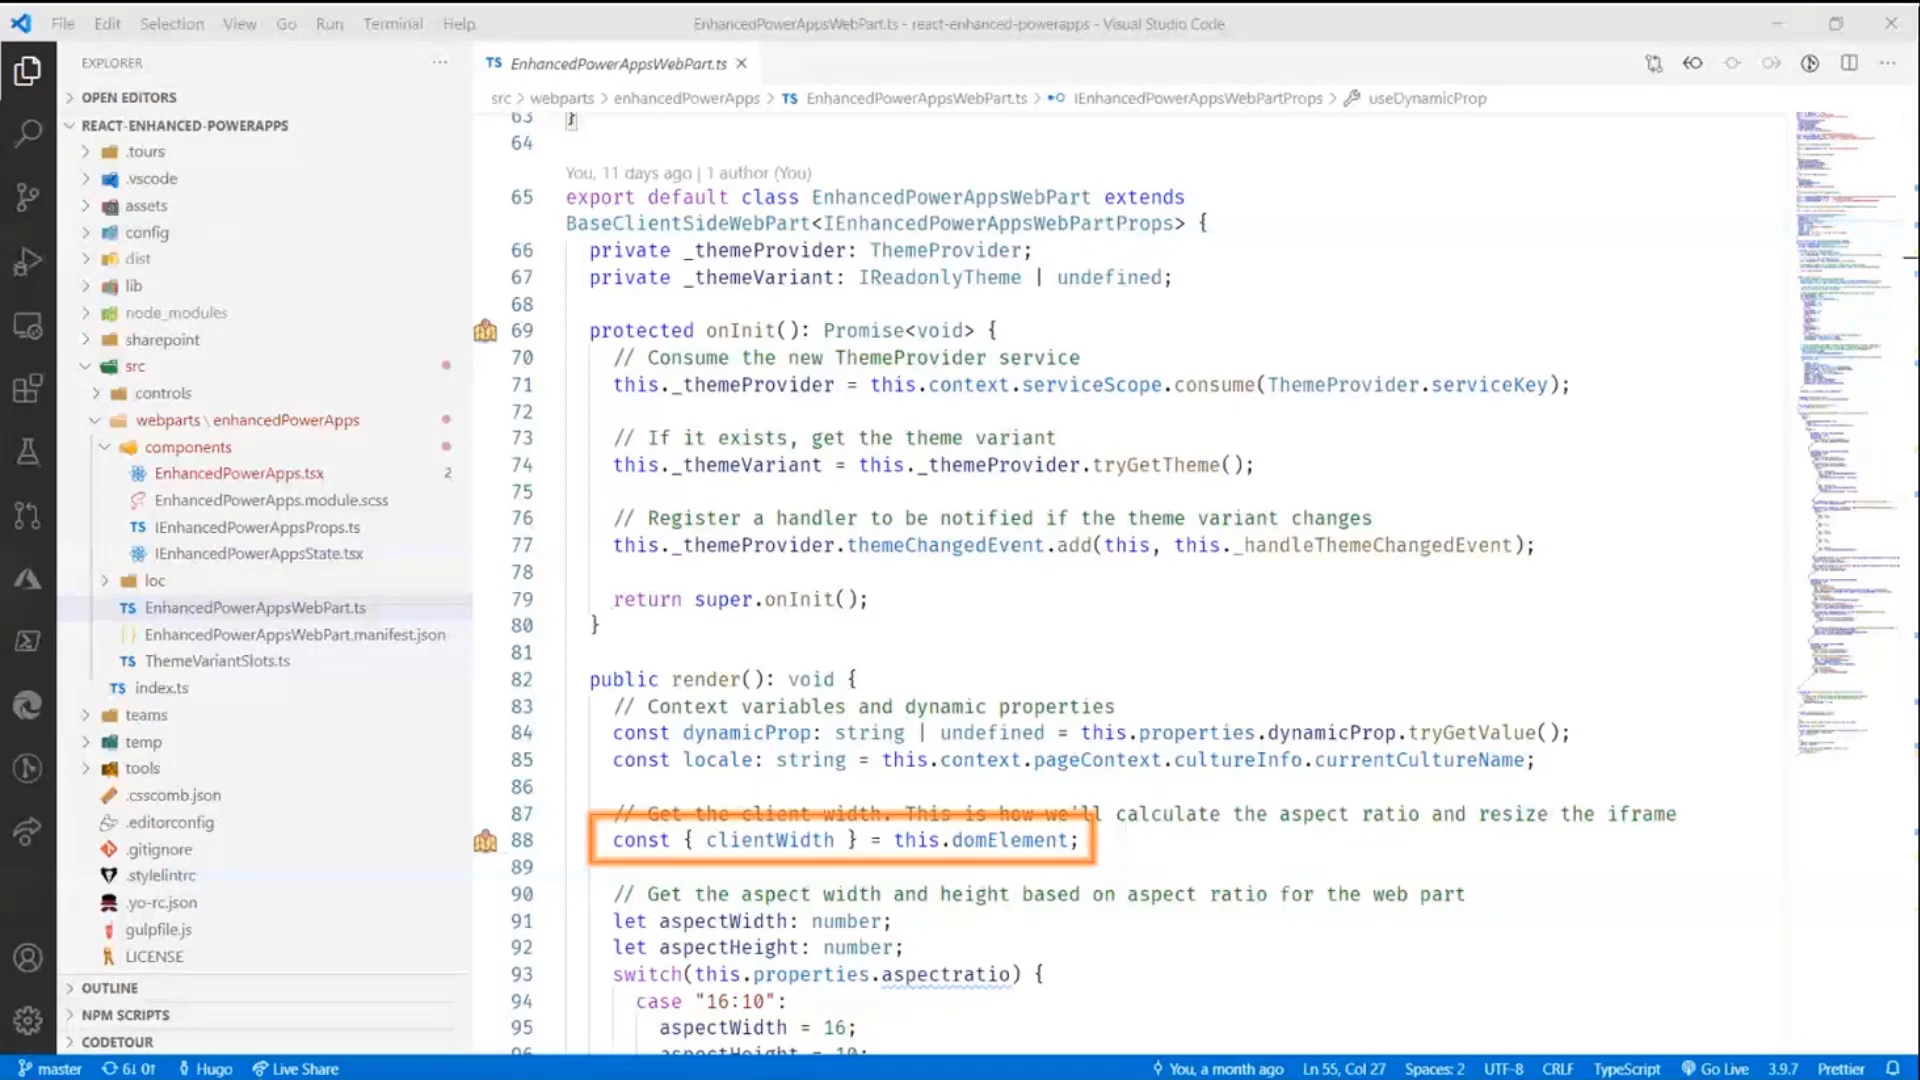 File Edit Selection View Go Run Terminal Help
EnhancedPowerAppsWebPart.ts - react-enhanced-powerapps - Visual Studio Code
EXPLORER
OPEN EDITORS
REACT-ENHANCED-POWERAPPS
.tours
.vscode
assets
config
dist
lib
node_modules
sharepoint
src
controls
webparts \ enhancedPowerApps
components
EnhancedPowerApps.tsx 2
EnhancedPowerApps.module.scss
TS IEnhancedPowerAppsProps.ts
IEnhancedPowerAppsState.tsx
loc
TS EnhancedPowerAppsWebPart.ts
{} EnhancedPowerAppsWebPart.manifest.json
TS ThemeVariantSlots.ts
TS index.ts
teams
temp
tools
.csscomb.json
.editorconfig
.gitignore
.stylelintrc
.yo-rc.json
gulpfile.js
LICENSE
OUTLINE
NPM SCRIPTS
CODETOUR
TS EnhancedPowerAppsWebPart.ts
src > webparts > enhancedPowerApps > TS EnhancedPowerAppsWebPart.ts > IEnhancedPowerAppsWebPartProps > useDynamicProp
63 }
64
You, 11 days ago | 1 author (You)
65 export default class EnhancedPowerAppsWebPart extends
BaseClientSideWebPart<IEnhancedPowerAppsWebPartProps> {
66 private _themeProvider: ThemeProvider;
67 private _themeVariant: IReadonlyTheme | undefined;
68
69 protected onInit(): Promise<void> {
70 // Consume the new ThemeProvider service
71 this._themeProvider = this.context.serviceScope.consume(ThemeProvider.serviceKey);
72
73 // If it exists, get the theme variant
74 this._themeVariant = this._themeProvider.tryGetTheme();
75
76 // Register a handler to be notified if the theme variant changes
77 this._themeProvider.themeChangedEvent.add(this, this._handleThemeChangedEvent);
78
79 return super.onInit();
80 }
81
82 public render(): void {
83 // Context variables and dynamic properties
84 const dynamicProp: string | undefined = this.properties.dynamicProp.tryGetValue();
85 const locale: string = this.context.pageContext.cultureInfo.currentCultureName;
86
87 // Get the client width. This is how we'll calculate the aspect ratio and resize the iframe
88 const { clientWidth } = this.domElement;
89
90 // Get the aspect width and height based on aspect ratio for the web part
91 let aspectWidth: number;
92 let aspectHeight: number;
93 switch(this.properties.aspectratio) {
94 case "16:10":
95 aspectWidth = 16;
96 aspectHeight = 10;
master 6↓ 0↑ Hugo Live Share You, a month ago Ln 55, Col 27 Spaces: 2 UTF-8 CRLF TypeScript Go Live 3.9.7 Prettier